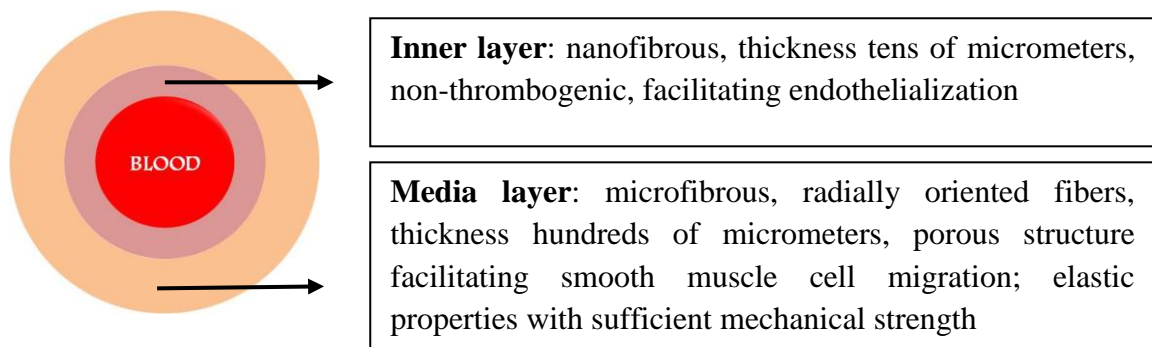 Inner layer: nanofibrous, thickness tens of micrometers,
non-thrombogenic, facilitating endothelialization
BLOOD
Media layer: microfibrous, radially oriented fibers,
thickness hundreds of micrometers, porous structure
facilitating smooth muscle cell migration; elastic
properties with sufficient mechanical strength